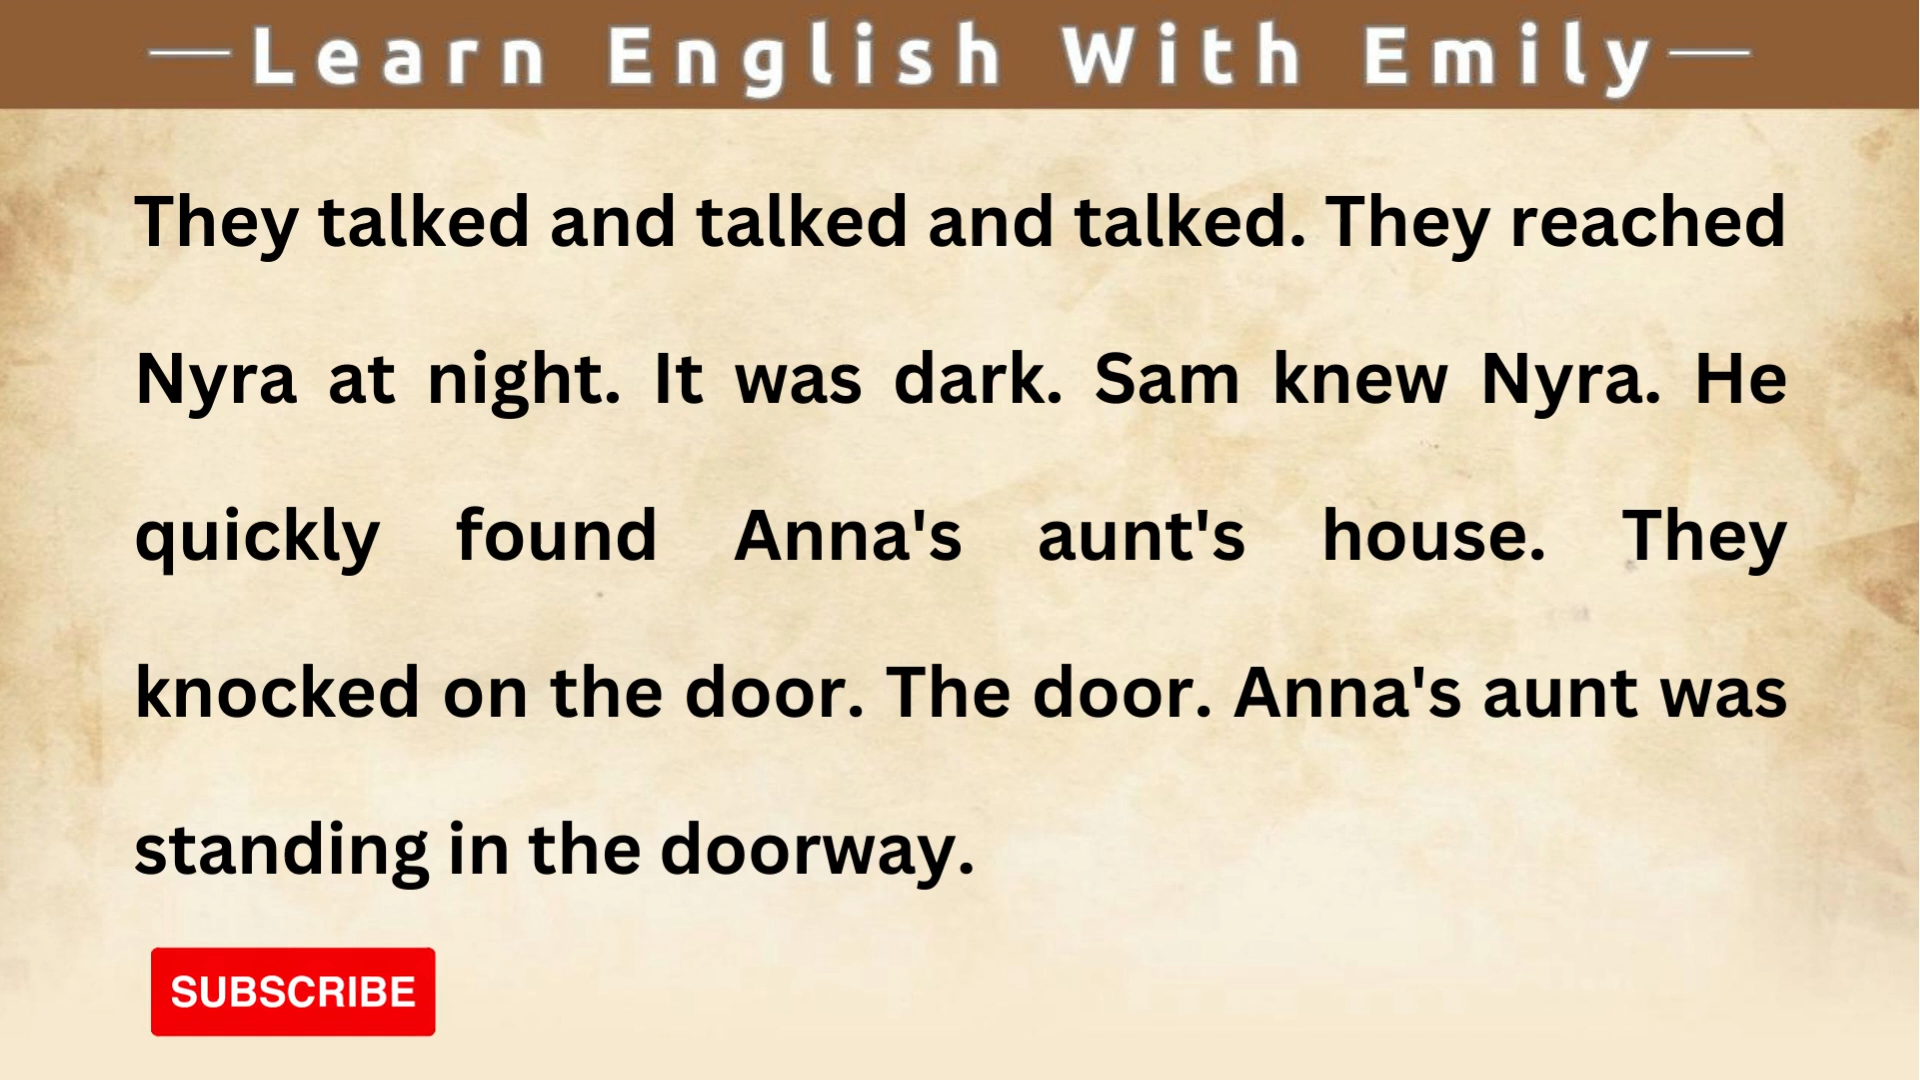 Learn English With Emily
They talked and talked and talked. They reached
Nyra at night. It was dark. Sam knew Nyra. He
quickly found Anna's aunt's house. They
knocked on the door. The door. Anna's aunt was
standing in the doorway.
SUBSCRIBE